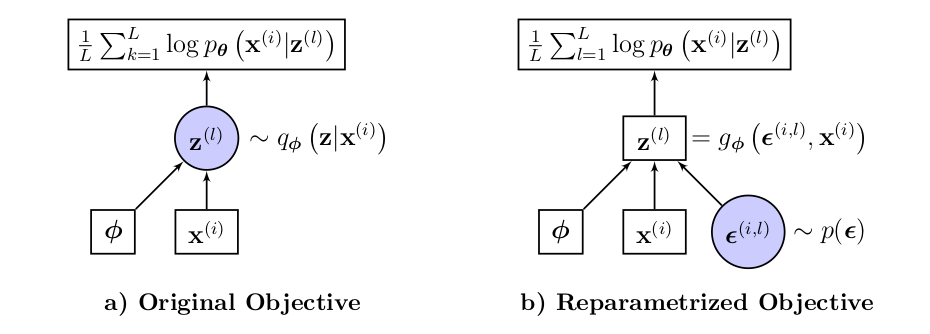 $\frac{1}{L}\sum_{k=1}^{L} \log p_{\boldsymbol{\theta}}\left(\mathbf{x}^{(i)}|\mathbf{z}^{(l)}\right)$
$\mathbf{z}^{(l)}$ $\sim q_{\boldsymbol{\phi}}\left(\mathbf{z}|\mathbf{x}^{(i)}\right)$
$\boldsymbol{\phi}$ $\mathbf{x}^{(i)}$
a) Original Objective
$\frac{1}{L}\sum_{l=1}^{L} \log p_{\boldsymbol{\theta}}\left(\mathbf{x}^{(i)}|\mathbf{z}^{(l)}\right)$
$\mathbf{z}^{(l)}$ $= g_{\boldsymbol{\phi}}\left(\boldsymbol{\epsilon}^{(i,l)}, \mathbf{x}^{(i)}\right)$
$\boldsymbol{\phi}$ $\mathbf{x}^{(i)}$ $\boldsymbol{\epsilon}^{(i,l)}$ $\sim p(\boldsymbol{\epsilon})$
b) Reparametrized Objective